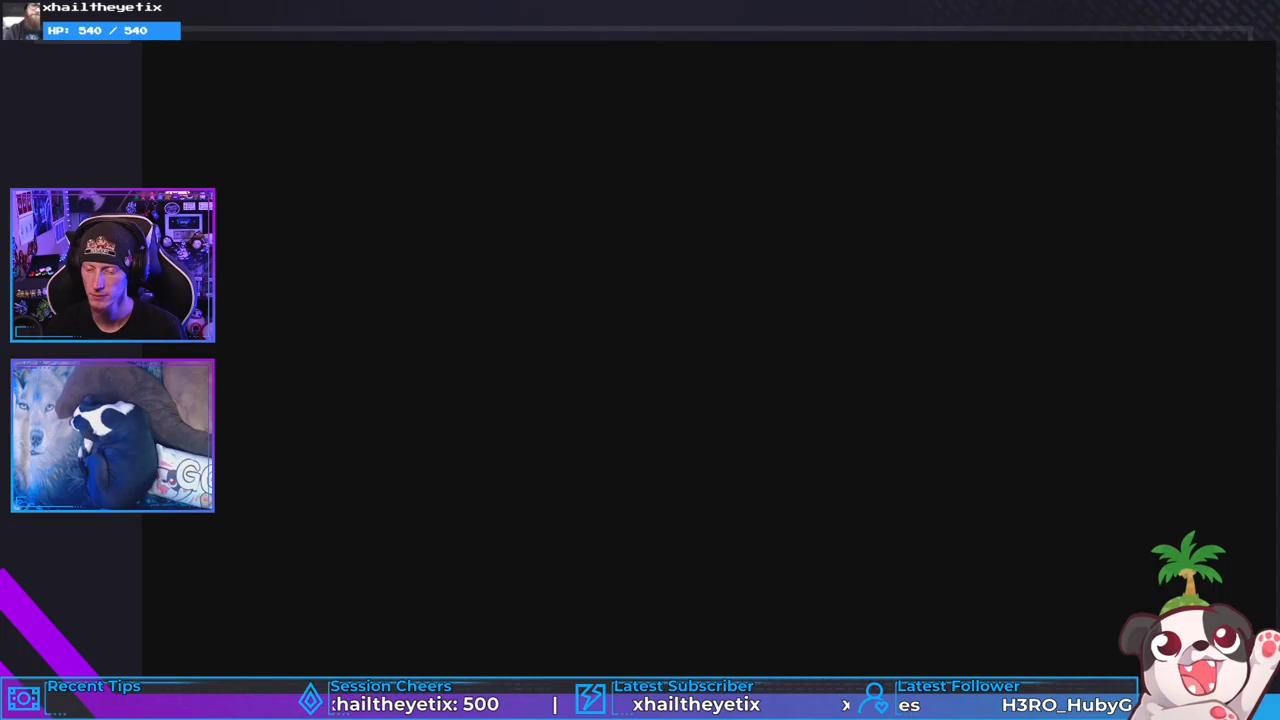 xhailtheyetix
HP: 540 / 540
Recent Tips
Session Cheers
:hailtheyetix: 500 |
Latest Subscriber
xhailtheyetix x
Latest Follower
es H3RO_HubyG